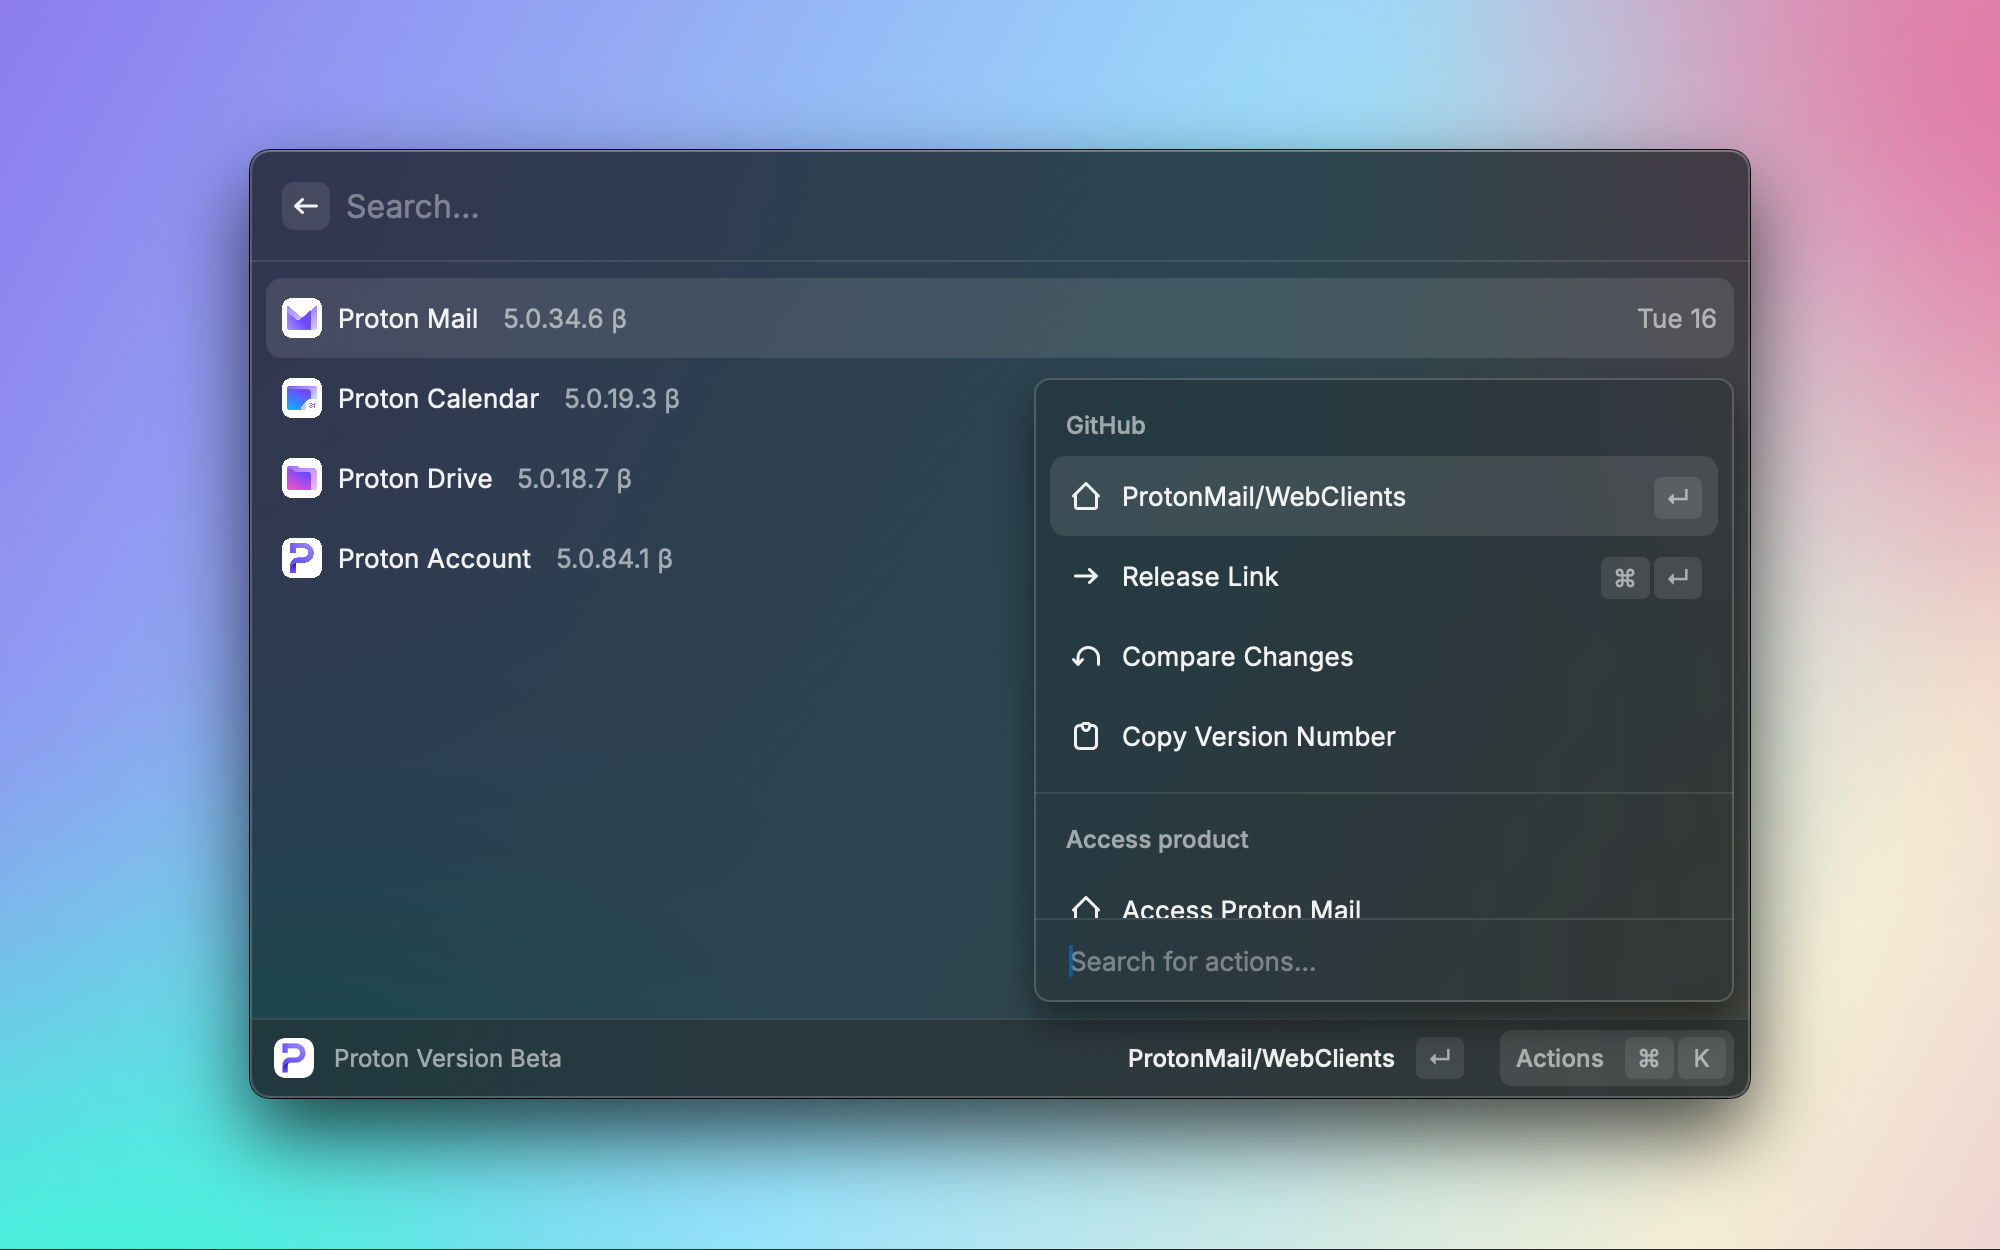 Search...
Proton Mail 5.0.34.6 β Tue 16
Proton Calendar 5.0.19.3 β
Proton Drive 5.0.18.7 β
Proton Account 5.0.84.1 β
GitHub
ProtonMail/WebClients ↵
Release Link ⌘ ↵
Compare Changes
Copy Version Number
Access product
Access Proton Mail
Search for actions...
Proton Version Beta
ProtonMail/WebClients ↵ Actions ⌘ K